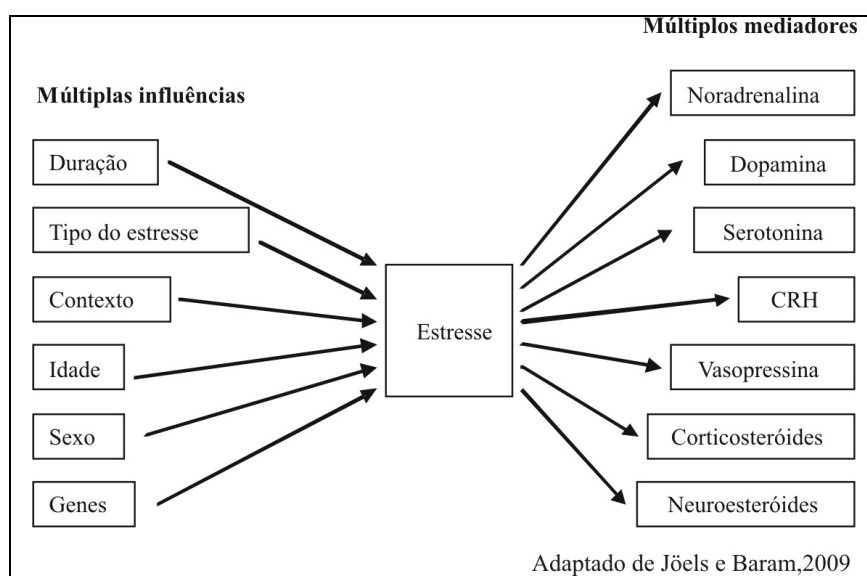 Múltiplos mediadores
Múltiplas influências
Duração
Tipo do estresse
Contexto
Idade
Sexo
Genes
Estresse
Noradrenalina
Dopamina
Serotonina
CRH
Vasopressina
Corticosteróides
Neuroesteróides
Adaptado de Jöels e Baram,2009